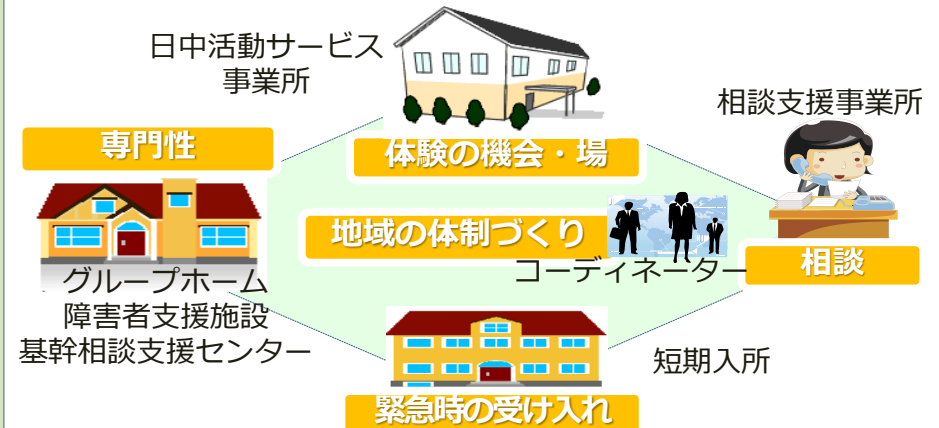 日中活動サービス
事業所
相談支援事業所
専門性
体験の機会・場
地域の体制づくり
コーディネーター
相談
グループホーム
障害者支援施設
基幹相談支援センター
短期入所
緊急時の受け入れ